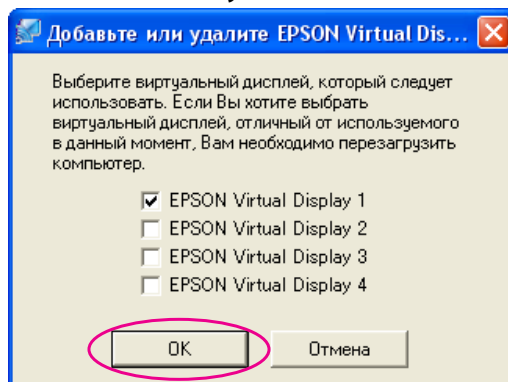 Добавьте или удалите EPSON Virtual Dis...
Выберите виртуальный дисплей, который следует
использовать. Если Вы хотите выбрать
виртуальный дисплей, отличный от используемого
в данный момент, Вам необходимо перезагрузить
компьютер.
EPSON Virtual Display 1
EPSON Virtual Display 2
EPSON Virtual Display 3
EPSON Virtual Display 4
OK Отмена